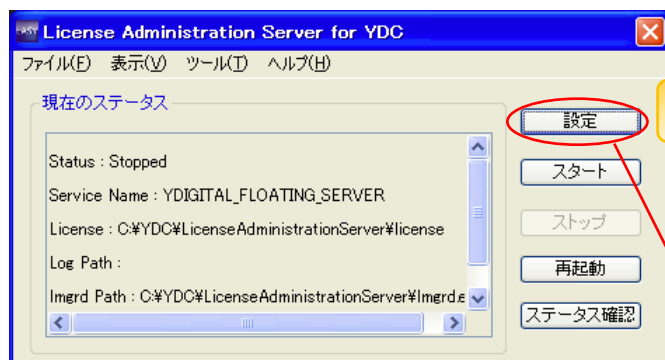 EASY License Administration Server for YDC
ファイル(F) 表示(V) ツール(T) ヘルプ(H)
現在のステータス
設定
Status : Stopped
スタート
Service Name : YDIGITAL_FLOATING_SERVER
License : C:¥YDC¥LicenseAdministrationServer¥license
ストップ
Log Path :
再起動
lmgrd Path : C:¥YDC¥LicenseAdministrationServer¥lmgrd.e
ステータス確認